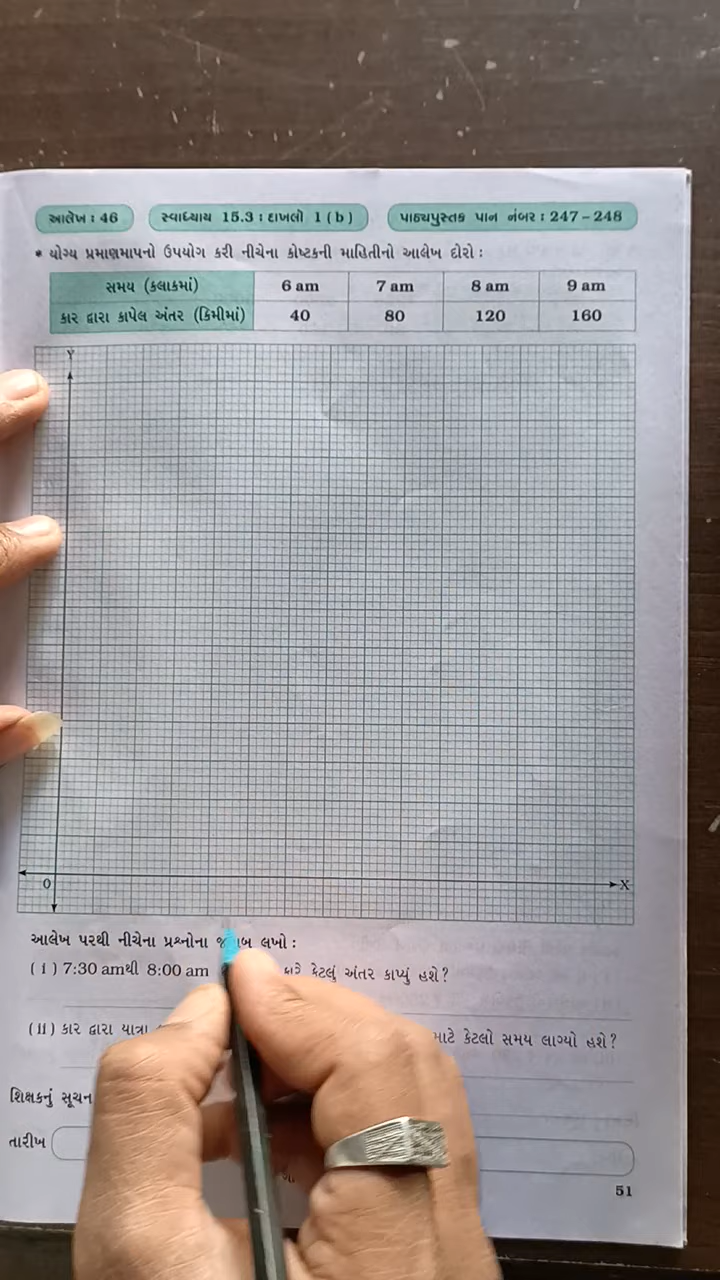 આલેખ : 46 સ્વાધ્યાય 15.3 : દાખલો 1 ( b ) પાઠ્યપુસ્તક પાન નંબર : 247 – 248
* યોગ્ય પ્રમાણમાપનો ઉપયોગ કરી નીચેના કોષ્ટકની માહિતીનો આલેખ દોરો :
સમય (કલાકમાં) 6 am 7 am 8 am 9 am
કાર દ્વારા કાપેલ અંતર (કિમીમાં) 40 80 120 160
Y
0 X
આલેખ પરથી નીચેના પ્રશ્નોના લખો :
( i ) 7:30 amથી 8:00 am કેટલું અંતર કાપ્યું હશે?
(ii) કાર દ્વારા યાત્રા માટે કેટલો સમય લાગ્યો હશે?
શિક્ષકનું સૂચન
તારીખ
51